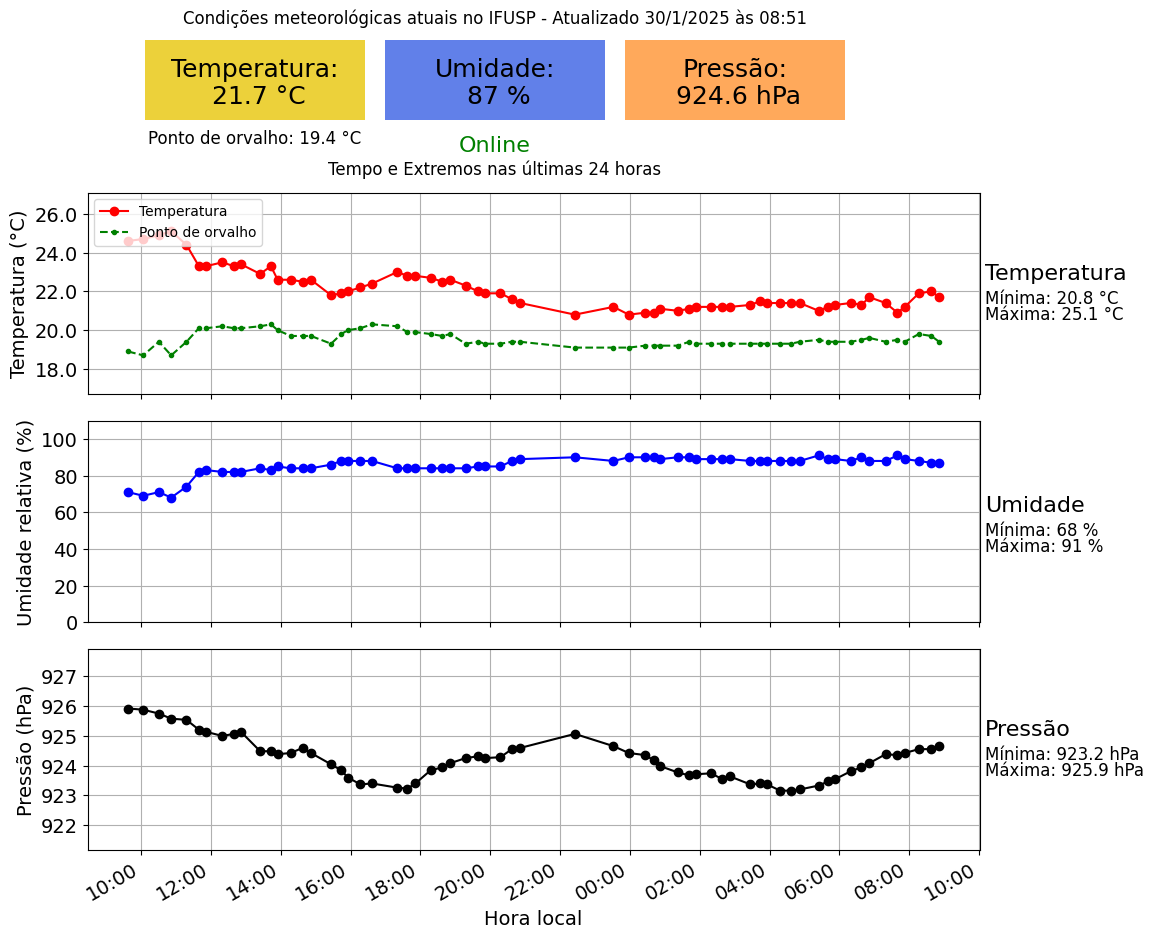 Condições meteorológicas atuais no IFUSP - Atualizado 30/1/2025 às 08:51
Temperatura:
21.7 °C
Umidade:
87 %
Pressão:
924.6 hPa
Ponto de orvalho: 19.4 °C
Online
Tempo e Extremos nas últimas 24 horas
Temperatura (°C)
26.0
24.0
22.0
20.0
18.0
Temperatura
Ponto de orvalho
Temperatura
Mínima: 20.8 °C
Máxima: 25.1 °C
Umidade relativa (%)
100
80
60
40
20
0
Umidade
Mínima: 68 %
Máxima: 91 %
Pressão (hPa)
927
926
925
924
923
922
Pressão
Mínima: 923.2 hPa
Máxima: 925.9 hPa
10:00 12:00 14:00 16:00 18:00 20:00 22:00 00:00 02:00 04:00 06:00 08:00 10:00
Hora local